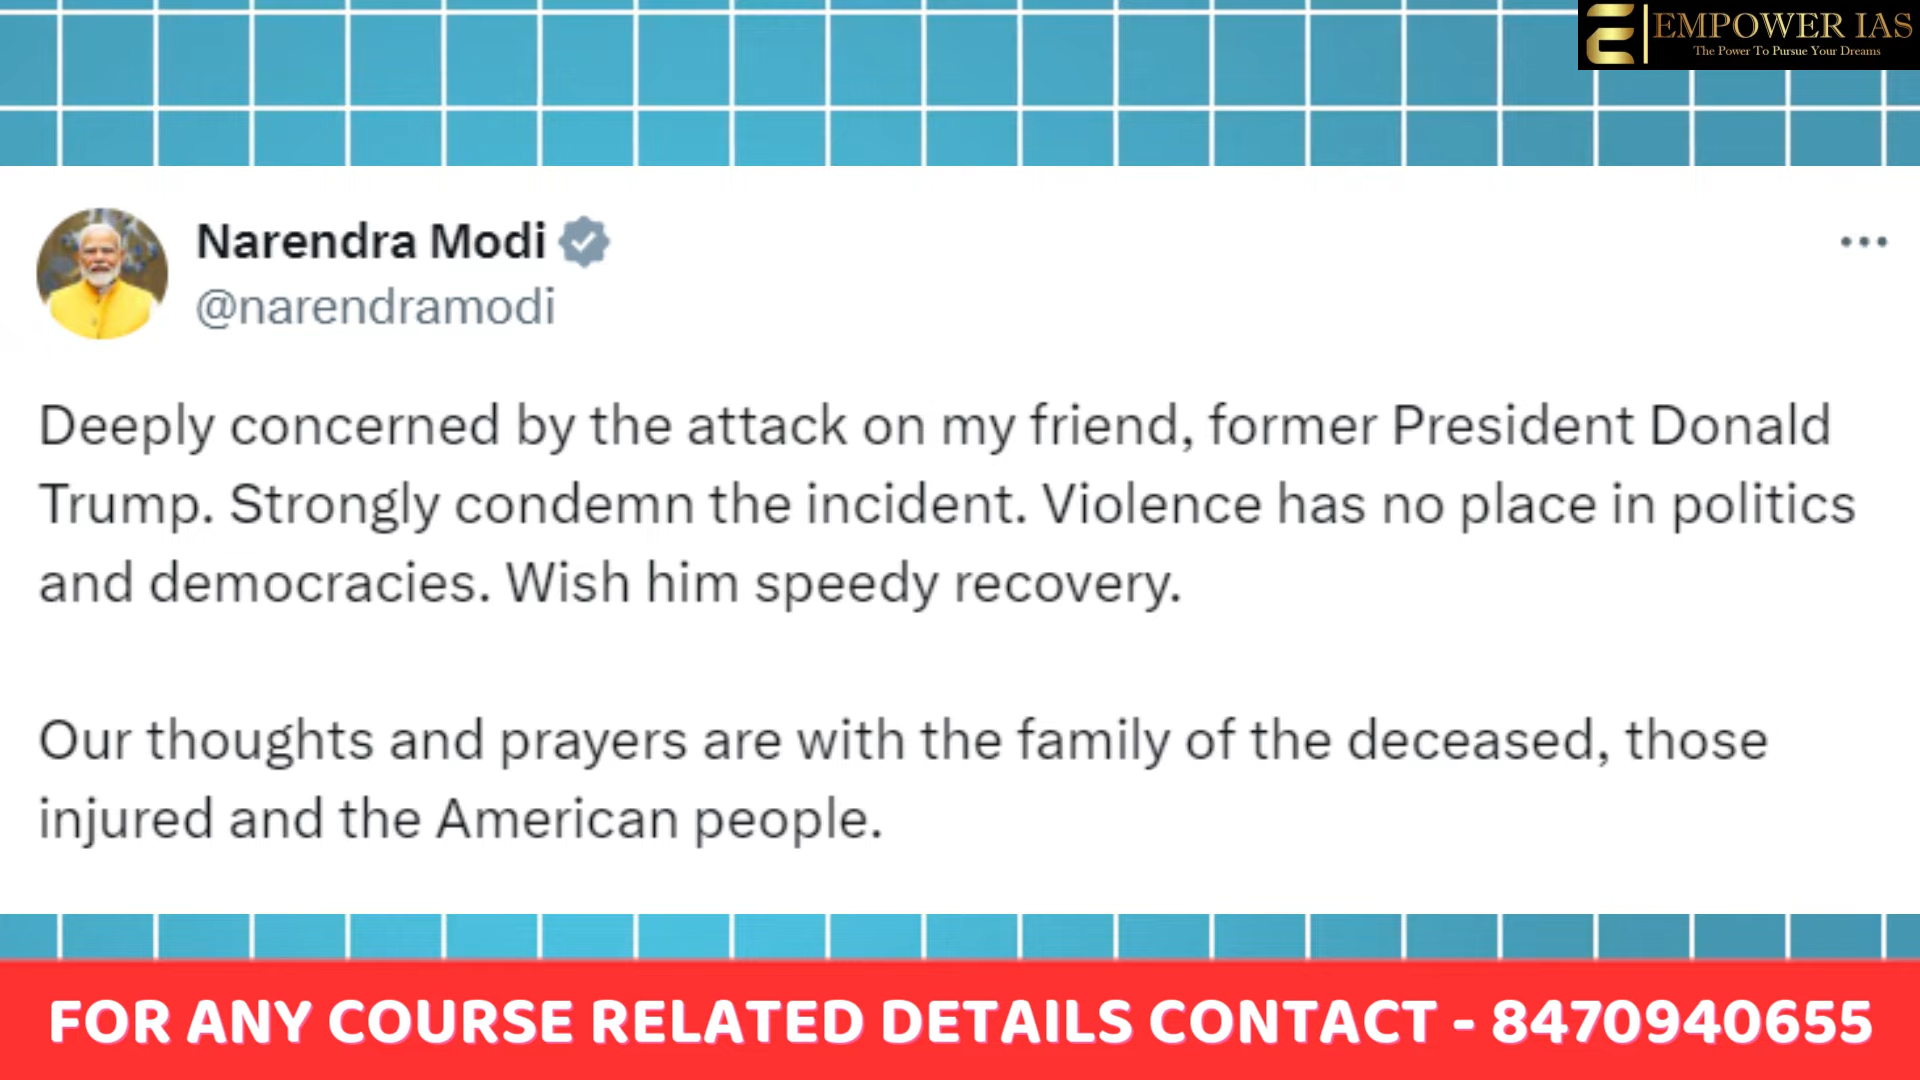 EMPOWER IAS
The Power To Pursue Your Dreams
Narendra Modi
@narendramodi
Deeply concerned by the attack on my friend, former President Donald
Trump. Strongly condemn the incident. Violence has no place in politics
and democracies. Wish him speedy recovery.
Our thoughts and prayers are with the family of the deceased, those
injured and the American people.
FOR ANY COURSE RELATED DETAILS CONTACT - 8470940655